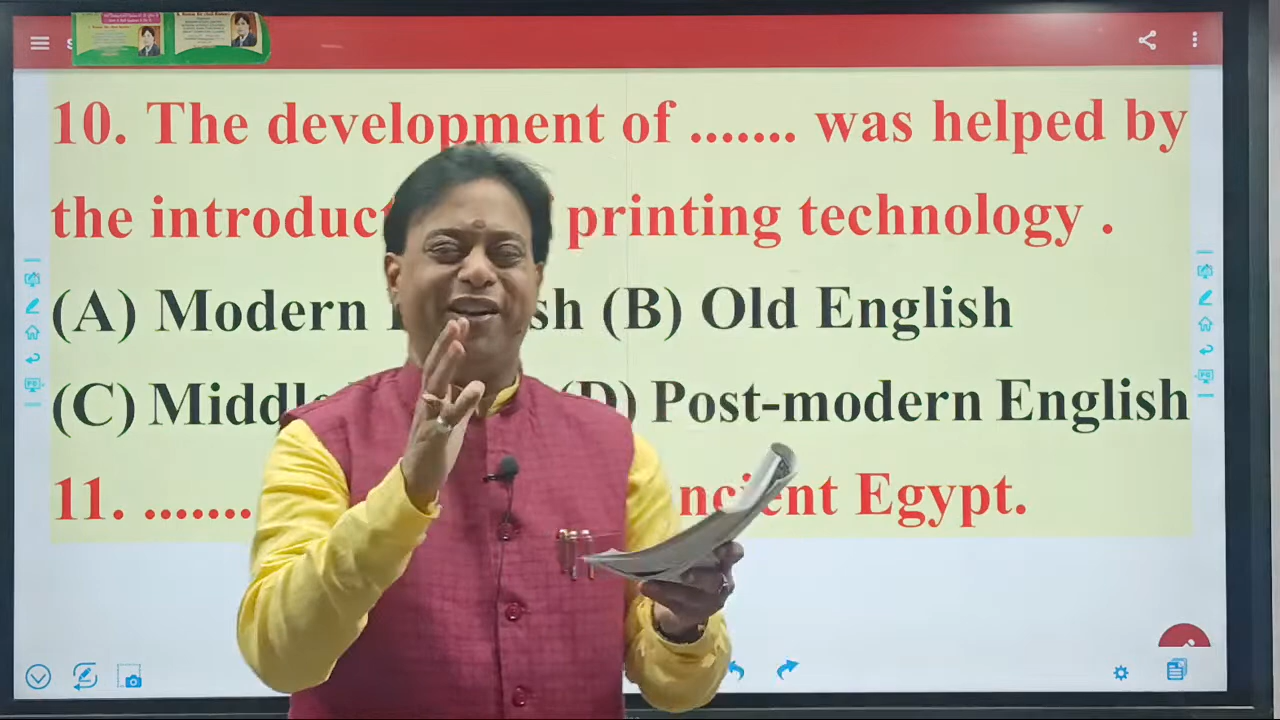 10. The development of ....... was helped by
the introduc printing technology .
(A) Modern sh (B) Old English
(C) Middl (D) Post-modern English
11. ....... ncient Egypt.